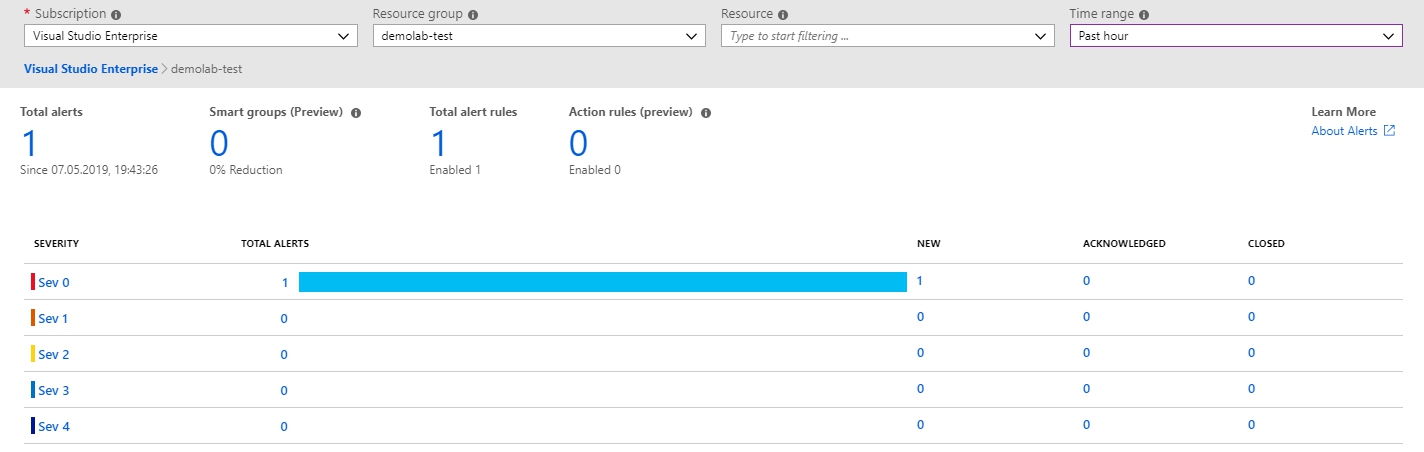 * Subscription Resource group Resource Time range
Visual Studio Enterprise demolab-test Type to start filtering ... Past hour
Visual Studio Enterprise > demolab-test
Total alerts Smart groups (Preview) Total alert rules Action rules (preview) Learn More
1 0 1 0 About Alerts
Since 07.05.2019, 19:43:26 0% Reduction Enabled 1 Enabled 0
SEVERITY TOTAL ALERTS NEW ACKNOWLEDGED CLOSED
Sev 0 1 1 0 0
Sev 1 0 0 0 0
Sev 2 0 0 0 0
Sev 3 0 0 0 0
Sev 4 0 0 0 0